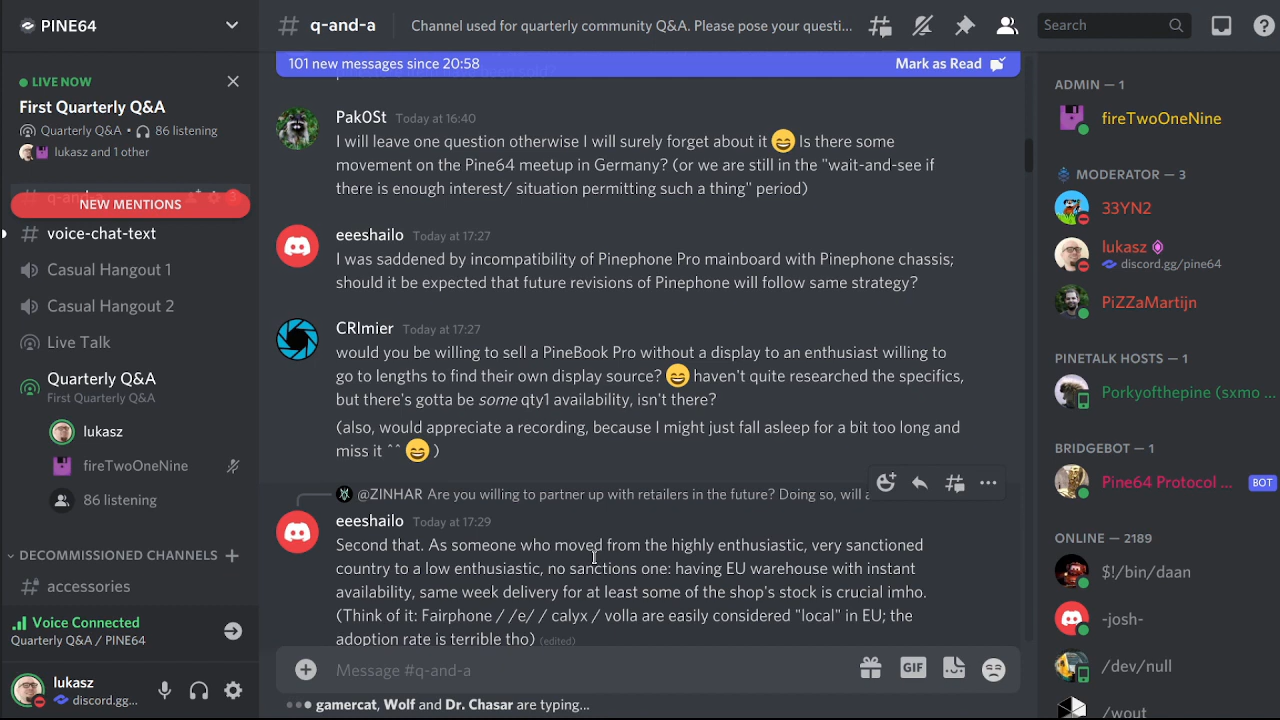 PINE64
q-and-a
Channel used for quarterly community Q&A. Please pose your questi...
Search
LIVE NOW
First Quarterly Q&A
Quarterly Q&A • 86 listening
lukasz and 1 other
q-and-a
3
NEW MENTIONS
# voice-chat-text
Casual Hangout 1
Casual Hangout 2
Live Talk
Quarterly Q&A
First Quarterly Q&A
lukasz
fireTwoOneNine
86 listening
DECOMMISSIONED CHANNELS
accessories
Voice Connected
Quarterly Q&A / PINE64
lukasz
discord.gg...
101 new messages since 20:58
Mark as Read
Pak0St Today at 16:40
I will leave one question otherwise I will surely forget about it 😄 Is there some
movement on the Pine64 meetup in Germany? (or we are still in the "wait-and-see if
there is enough interest/ situation permitting such a thing" period)
eeeshailo Today at 17:27
I was saddened by incompatibility of Pinephone Pro mainboard with Pinephone chassis;
should it be expected that future revisions of Pinephone will follow same strategy?
CRImier Today at 17:27
would you be willing to sell a PineBook Pro without a display to an enthusiast willing to
go to lengths to find their own display source? 😄 haven't quite researched the specifics,
but there's gotta be some qty1 availability, isn't there?
(also, would appreciate a recording, because I might just fall asleep for a bit too long and
miss it ^^ 😄 )
@ZINHAR Are you willing to partner up with retailers in the future? Doing so, will a
eeeshailo Today at 17:29
Second that. As someone who moved from the highly enthusiastic, very sanctioned
country to a low enthusiastic, no sanctions one: having EU warehouse with instant
availability, same week delivery for at least some of the shop's stock is crucial imho.
(Think of it: Fairphone / /e/ / calyx / volla are easily considered "local" in EU; the
adoption rate is terrible tho) (edited)
Message #q-and-a
GIF
gamercat, Wolf and Dr. Chasar are typing...
ADMIN — 1
fireTwoOneNine
MODERATOR — 3
33YN2
lukasz
discord.gg/pine64
PiZZaMartijn
PINETALK HOSTS — 1
Porkyofthepine (sxmo ...
BRIDGEBOT — 1
Pine64 Protocol ... BOT
ONLINE — 2189
$!/bin/daan
-josh-
/dev/null
/wout